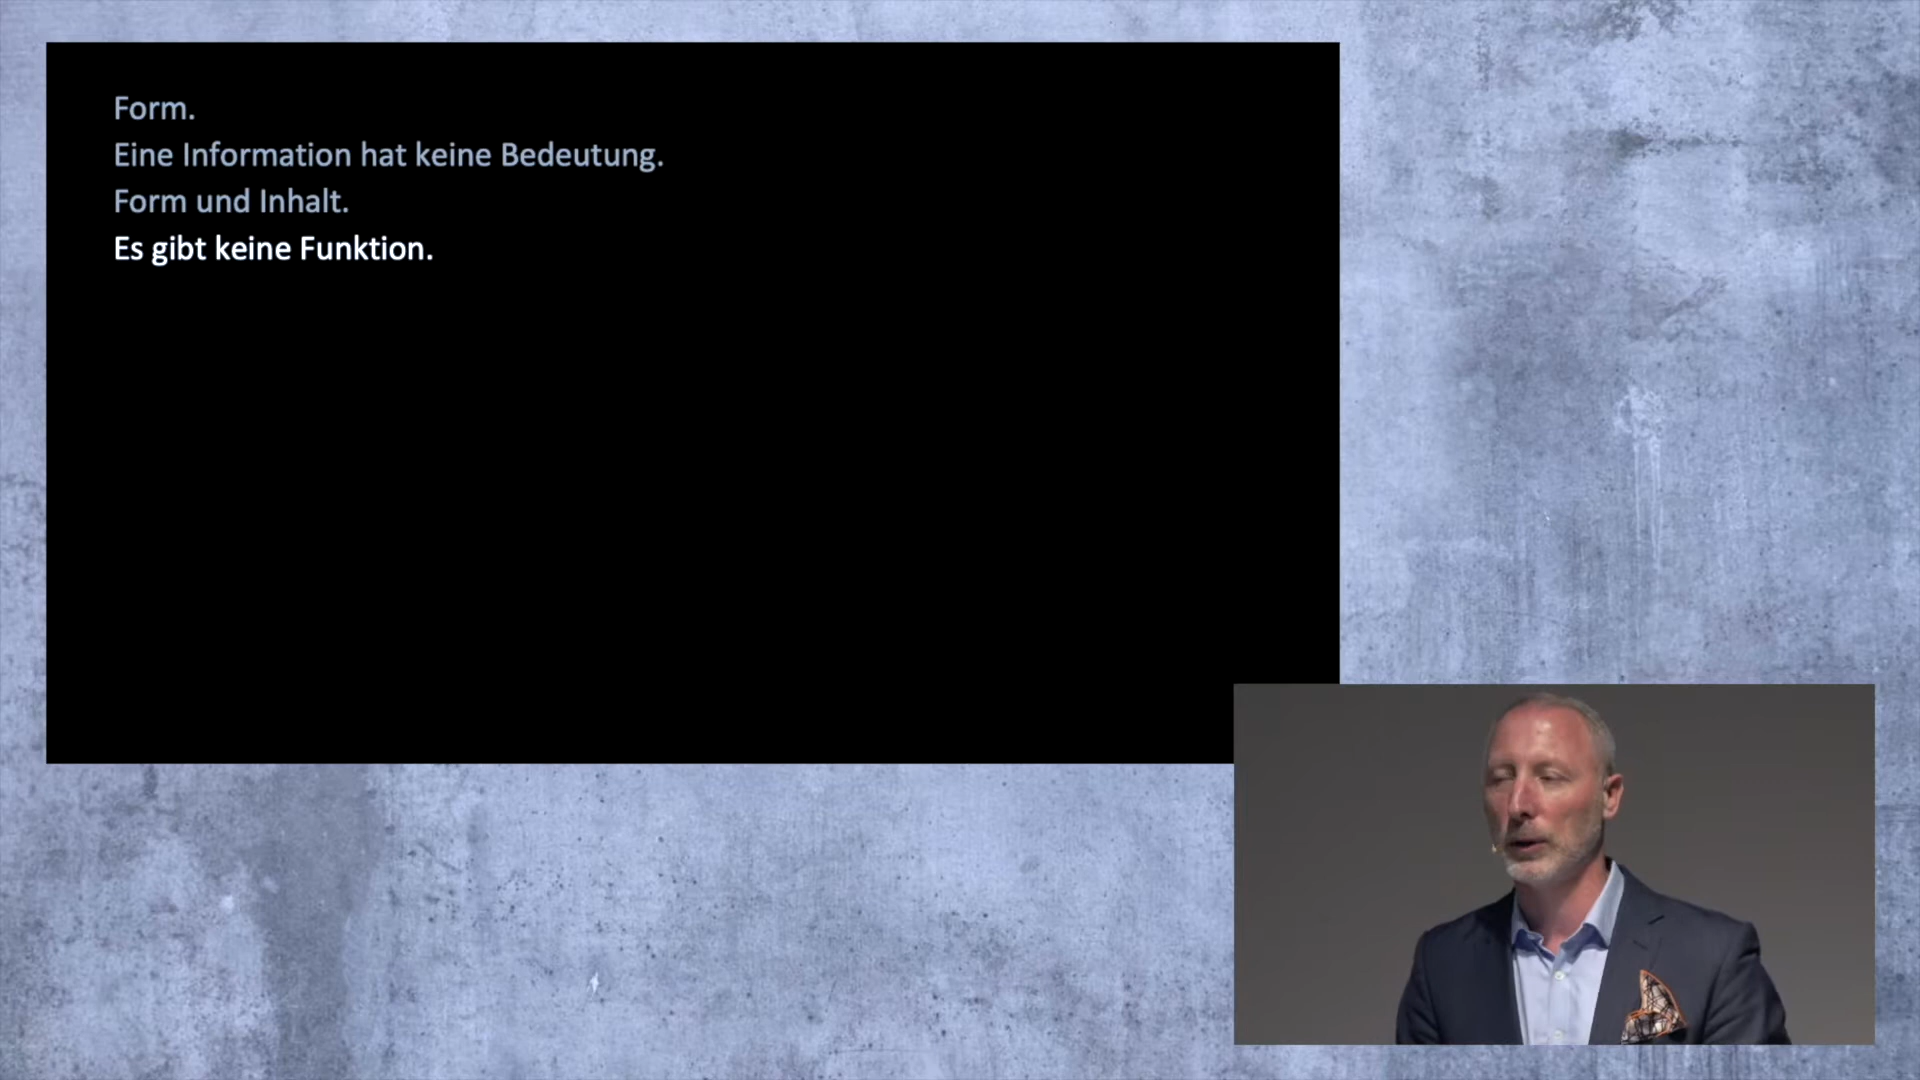 Form.
Eine Information hat keine Bedeutung.
Form und Inhalt.
Es gibt keine Funktion.